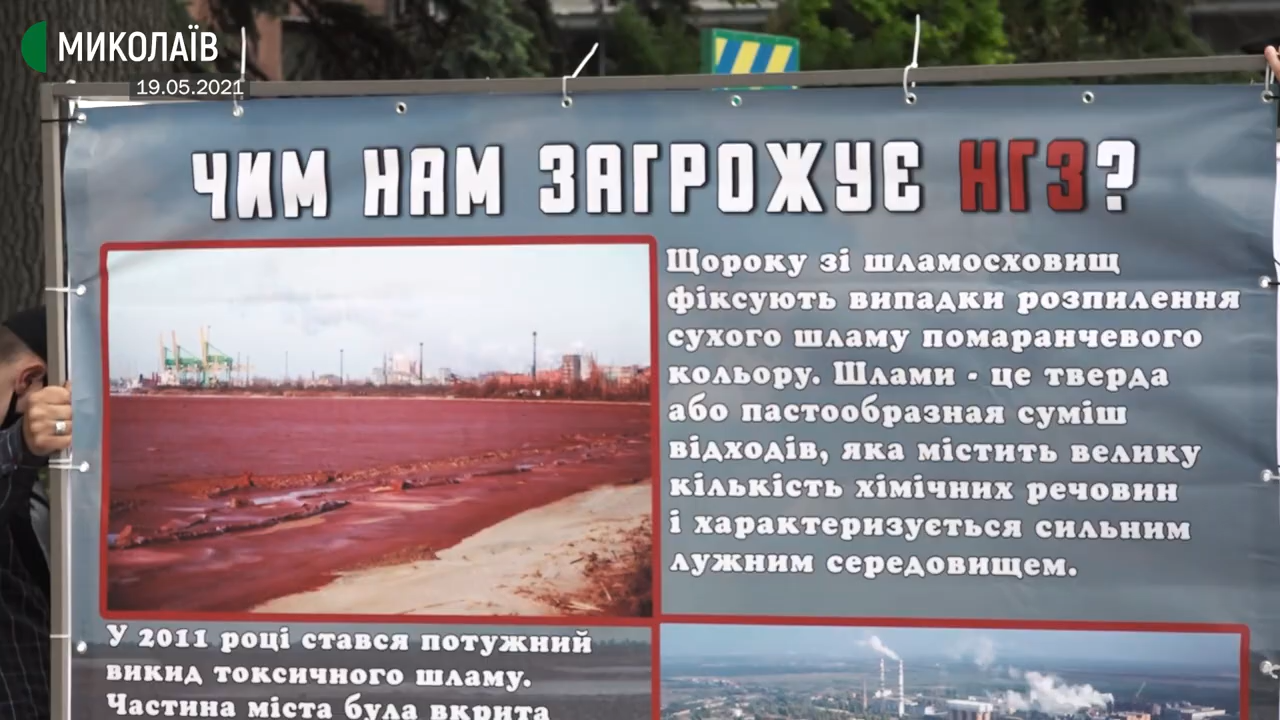 МИКОЛАЇВ
19.05.2021
ЧИМ НАМ ЗАГРОЖУЄ НГЗ?
Щороку зі шламосховищ
фіксують випадки розпилення
сухого шламу помаранчевого
кольору. Шлами - це тверда
або пастообразная суміш
відходів, яка містить велику
кількість хімічних речовин
і характеризується сильним
лужним середовищем.
У 2011 році стався потужний
викид токсичного шламу.
Частина міста була вкрита